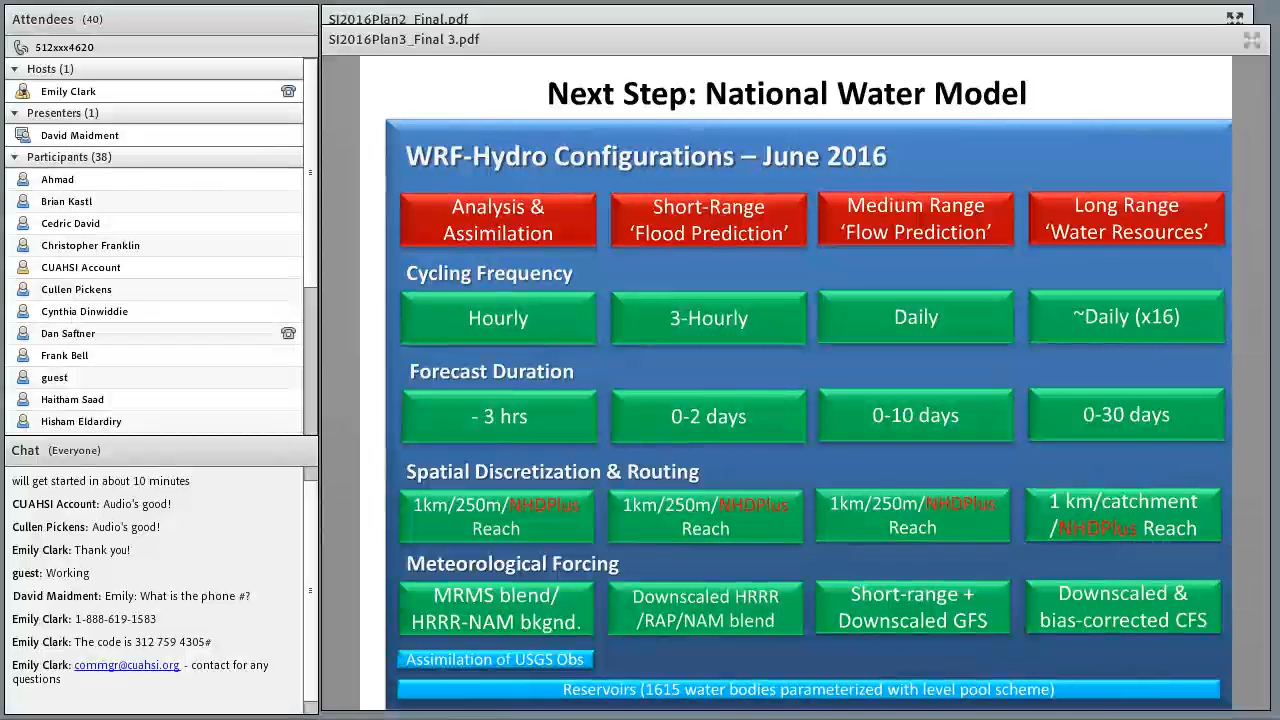 Attendees (40)
512xxx4620
Hosts (1)
Emily Clark
Presenters (1)
David Maidment
Participants (38)
Ahmad
Brian Kastl
Cedric David
Christopher Franklin
CUAHSI Account
Cullen Pickens
Cynthia Dinwiddie
Dan Saftner
Frank Bell
guest
Haitham Saad
Hisham Eldardiry
Chat (Everyone)
will get started in about 10 minutes
CUAHSI Account: Audio's good!
Cullen Pickens: Audio's good!
Emily Clark: Thank you!
guest: Working
David Maidment: Emily: What is the phone #?
Emily Clark: 1-888-619-1583
Emily Clark: The code is 312 759 4305#
Emily Clark: commgr@cuahsi.org - contact for any
questions
SI2016Plan2_Final.pdf
SI2016Plan3_Final 3.pdf
Next Step: National Water Model
WRF-Hydro Configurations – June 2016
Analysis &
Assimilation
Short-Range
‘Flood Prediction’
Medium Range
‘Flow Prediction’
Long Range
‘Water Resources’
Cycling Frequency
Hourly
3-Hourly
Daily
~Daily (x16)
Forecast Duration
- 3 hrs
0-2 days
0-10 days
0-30 days
Spatial Discretization & Routing
1km/250m/NHDPlus
Reach
1km/250m/NHDPlus
Reach
1km/250m/NHDPlus
Reach
1 km/catchment
/NHDPlus Reach
Meteorological Forcing
MRMS blend/
HRRR-NAM bkgnd.
Downscaled HRRR
/RAP/NAM blend
Short-range +
Downscaled GFS
Downscaled &
bias-corrected CFS
Assimilation of USGS Obs
Reservoirs (1615 water bodies parameterized with level pool scheme)